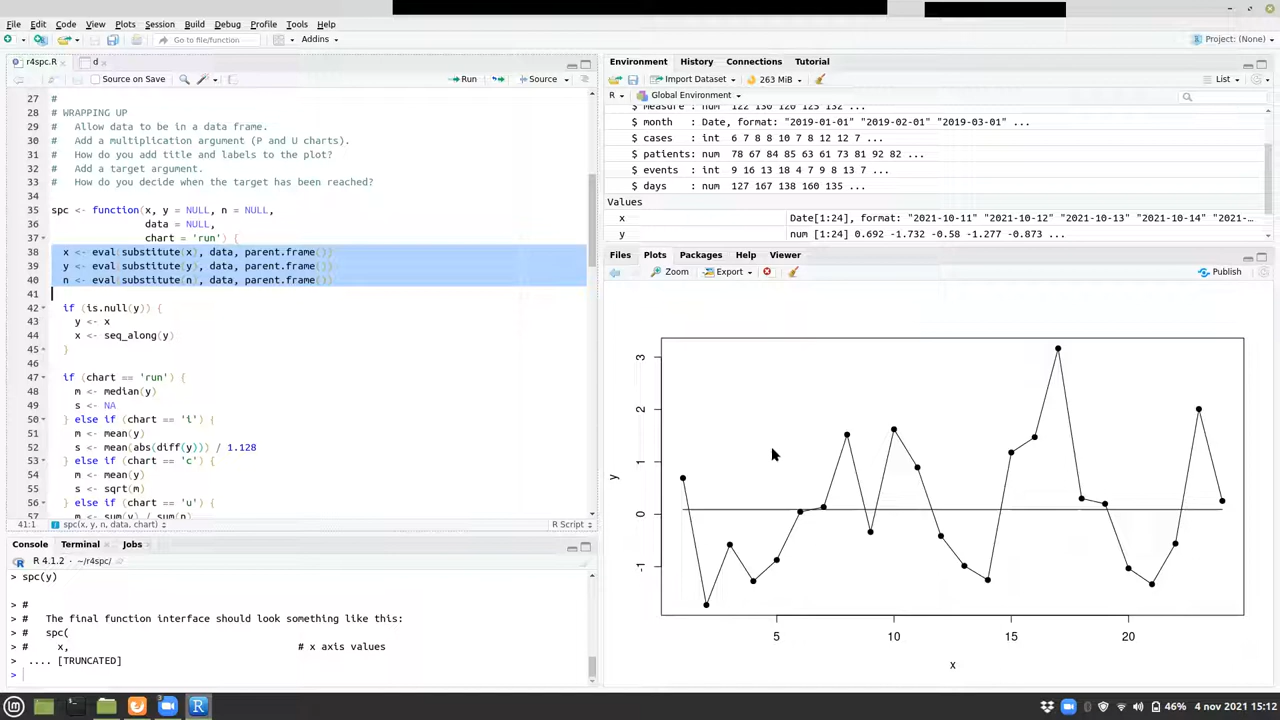 File Edit Code View Plots Session Build Debug Profile Tools Help
Go to file/function Addins Project: (None)
r4spc.R d
Source on Save Run Source
27 #
28 # WRAPPING UP
29 #   Allow data to be in a data frame.
30 #   Add a multiplication argument (P and U charts).
31 #   How do you add title and labels to the plot?
32 #   Add a target argument.
33 #   How do you decide when the target has been reached?
34
35 spc <- function(x, y = NULL, n = NULL,
36                 data = NULL,
37                 chart = 'run') {
38   x <- eval(substitute(x), data, parent.frame())
39   y <- eval(substitute(y), data, parent.frame())
40   n <- eval(substitute(n), data, parent.frame())
41
42   if (is.null(y)) {
43     y <- x
44     x <- seq_along(y)
45   }
46
47   if (chart == 'run') {
48     m <- median(y)
49     s <- NA
50   } else if (chart == 'i') {
51     m <- mean(y)
52     s <- mean(abs(diff(y))) / 1.128
53   } else if (chart == 'c') {
54     m <- mean(y)
55     s <- sqrt(m)
56   } else if (chart == 'u') {
57     m <- sum(y) / sum(n)
41:1 spc(x, y, n, data, chart) R Script
Console Terminal Jobs
R 4.1.2 · ~/r4spc/
> spc(y)
> #
> #   The final function interface should look something like this:
> #   spc(
> #     x,                                # x axis values
>  .... [TRUNCATED]
>
Environment History Connections Tutorial
Import Dataset 263 MiB List
R Global Environment
$ measure : num 122 130 120 125 132 ...
$ month : Date, format: "2019-01-01" "2019-02-01" "2019-03-01" ...
$ cases : int 6 7 8 8 10 7 8 12 12 7 ...
$ patients: num 78 67 84 85 63 61 73 81 92 82 ...
$ events : int 9 16 13 18 4 7 9 8 13 7 ...
$ days : num 127 167 138 160 135 ...
Values
x Date[1:24], format: "2021-10-11" "2021-10-12" "2021-10-13" "2021-10-14" "2021-...
y num [1:24] 0.692 -1.732 -0.58 -1.277 -0.873 ...
Files Plots Packages Help Viewer
Zoom Export Publish
3
2
1
0
-1
y
5 10 15 20
x
46% 4 nov 2021 15:12